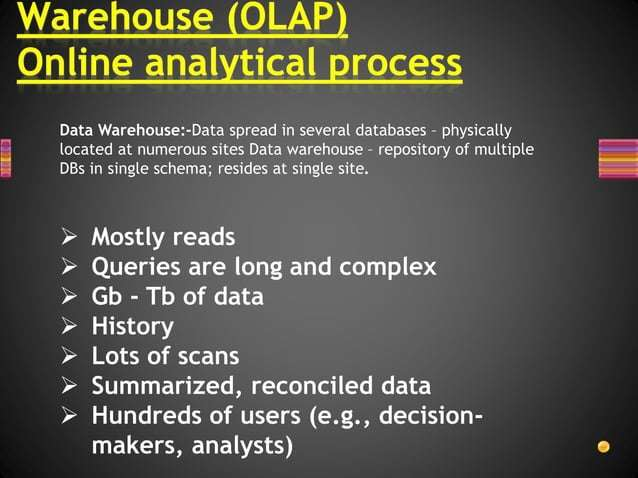 Warehouse (OLAP)
Online analytical process
Data Warehouse:-Data spread in several databases – physically
located at numerous sites Data warehouse – repository of multiple
DBs in single schema; resides at single site.
➢ Mostly reads
➢ Queries are long and complex
➢ Gb - Tb of data
➢ History
➢ Lots of scans
➢ Summarized, reconciled data
➢ Hundreds of users (e.g., decision-
makers, analysts)